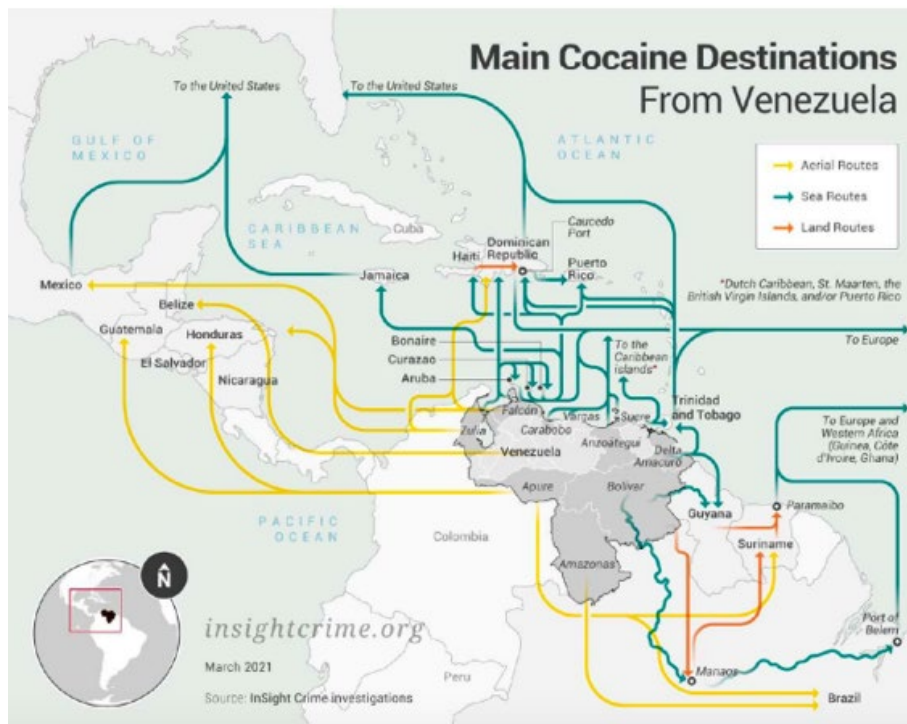 Main Cocaine Destinations
From Venezuela
To the United States
To the United States
GULF OF
MEXICO
ATLANTIC
OCEAN
Aerial Routes
Sea Routes
Land Routes
CARIBBEAN
SEA
Cuba
Caucedo
Port
Dominican
Republic
Haiti
Puerto
Rico
Jamaica
Mexico
*Dutch Caribbean, St. Maarten, the
British Virgin Islands, and/or Puerto Rico
Belize
Guatemala
Honduras
El Salvador
Nicaragua
Bonaire
Curazao
Aruba
To the
Caribbean
islands*
To Europe
Trinidad
and Tobago
Falcón
Zulia
Carabobo
Vargas
Sucre
Anzoátegui
Venezuela
Delta
Amacuro
To Europe and
Western Africa
(Guinea, Côte
d'Ivoire, Ghana)
Apure
Bolívar
PACIFIC
OCEAN
Colombia
Guyana
Paramaibo
Suriname
Amazonas
N
insightcrime.org
March 2021
Source: InSight Crime investigations
Peru
Manaos
Port of
Belem
Brazil